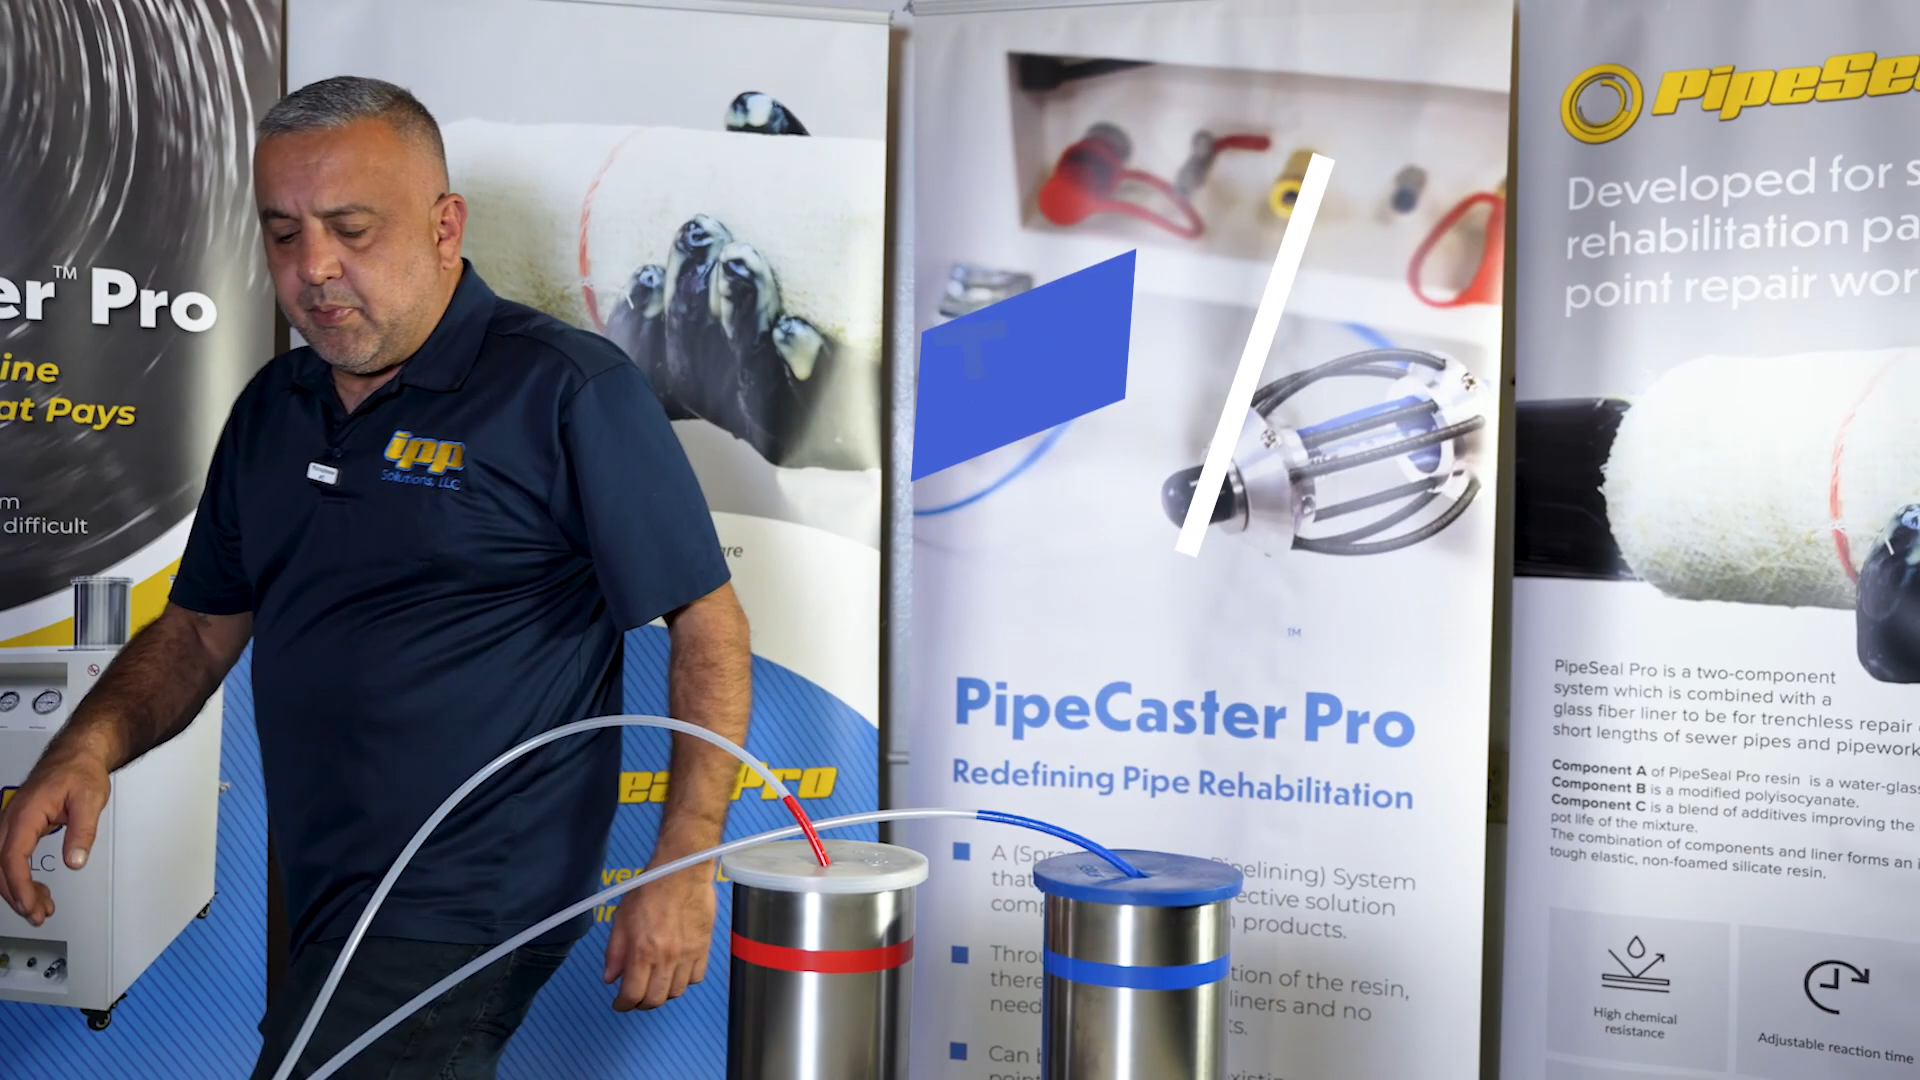 er™ Pro
ine
at Pays
m
difficult
LC
ipp
Solutions, LLC
are
Pro
TM
PipeCaster Pro
Redefining Pipe Rehabilitation
A (Spr
Pipelining) System
that
ective solution
com
products.
Thro
tion of the resin,
there
liners and no
need
s.
Can
PipeSe
Developed for s
rehabilitation pa
point repair wor
PipeSeal Pro is a two-component
system which is combined with a
glass fiber liner to be for trenchless repair
short lengths of sewer pipes and pipework
Component A of PipeSeal Pro resin is a water-glass
Component B is a modified polyisocyanate.
Component C is a blend of additives improving the
pot life of the mixture.
The combination of components and liner forms an
tough elastic, non-foamed silicate resin.
High chemical
resistance
Adjustable reaction time